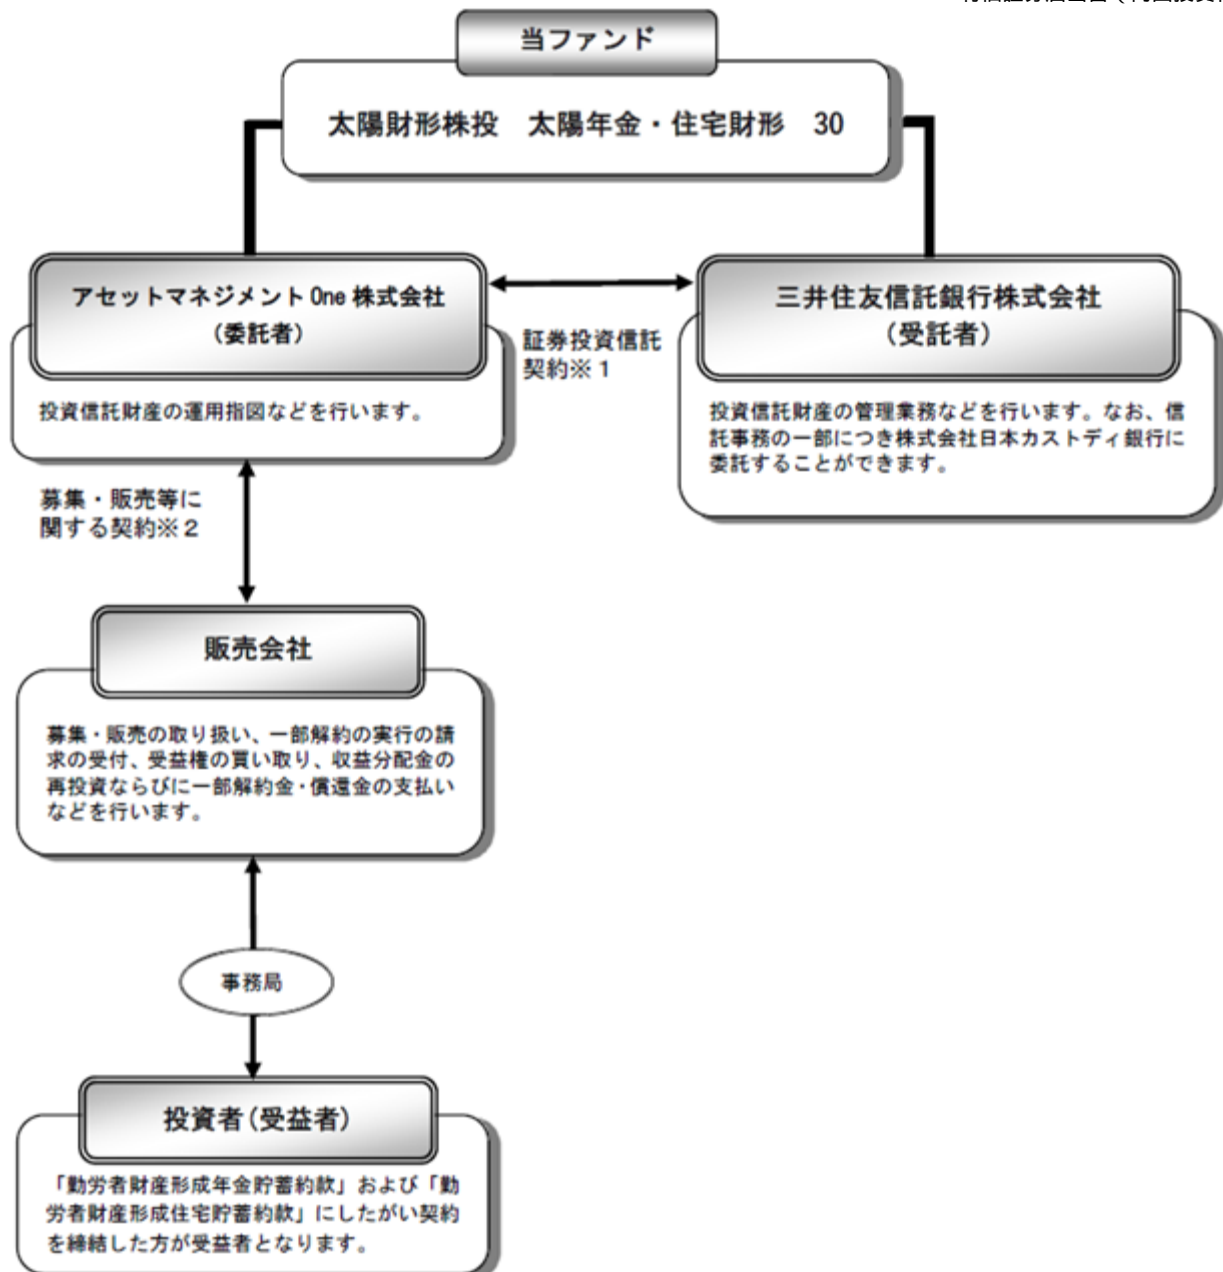 当ファンド
太陽財形株投　太陽年金・住宅財形　30
アセットマネジメント One 株式会社
（委託者）
投資信託財産の運用指図などを行います。
証券投資信託
契約※１
三井住友信託銀行株式会社
（受託者）
投資信託財産の管理業務などを行います。なお、信
託事務の一部につき株式会社日本カストディ銀行に
委託することができます。
募集・販売等に
関する契約※２
販売会社
募集・販売の取り扱い、一部解約の実行の請
求の受付、受益権の買い取り、収益分配金の
再投資ならびに一部解約金・償還金の支払い
などを行います。
事務局
投資者（受益者）
「勤労者財産形成年金貯蓄約款」および「勤
労者財産形成住宅貯蓄約款」にしたがい契約
を締結した方が受益者となります。